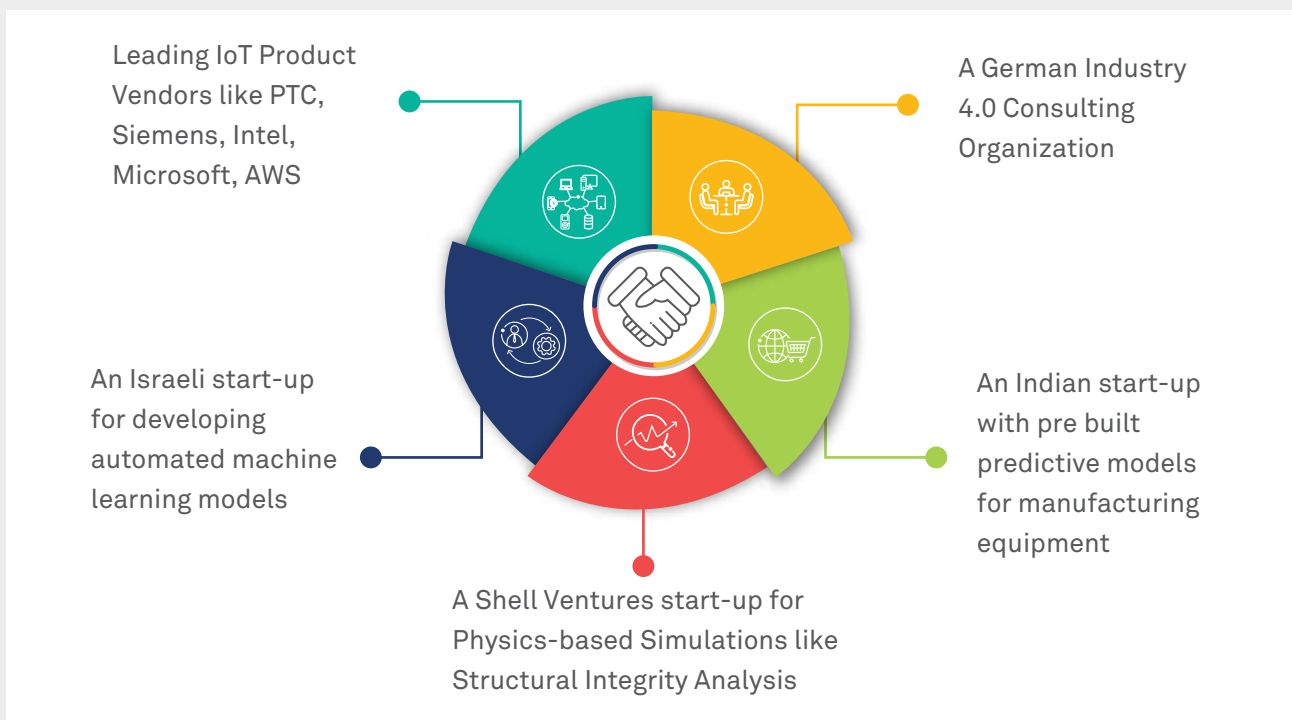 Leading IoT Product
Vendors like PTC,
Siemens, Intel,
Microsoft, AWS
A German Industry
4.0 Consulting
Organization
An Israeli start-up
for developing
automated machine
learning models
An Indian start-up
with pre built
predictive models
for manufacturing
equipment
A Shell Ventures start-up for
Physics-based Simulations like
Structural Integrity Analysis